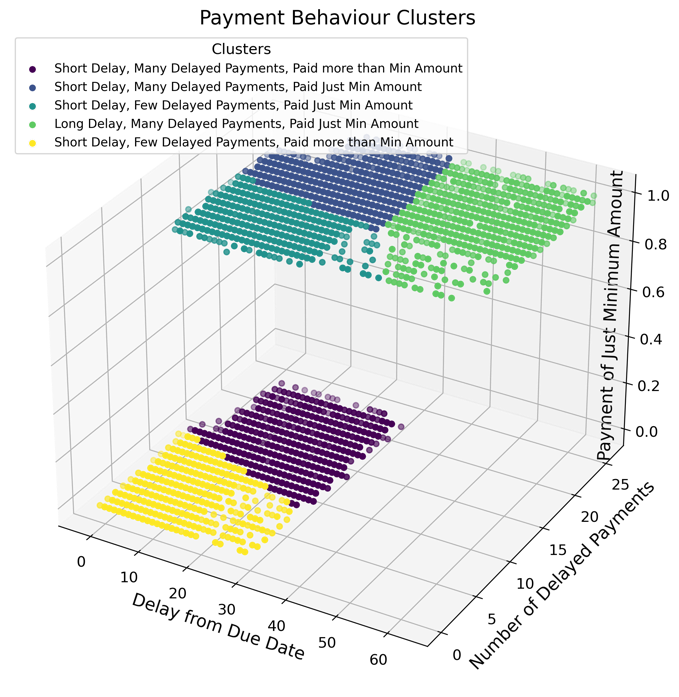 Payment Behaviour Clusters
Clusters
Short Delay, Many Delayed Payments, Paid more than Min Amount
Short Delay, Many Delayed Payments, Paid Just Min Amount
Short Delay, Few Delayed Payments, Paid Just Min Amount
Long Delay, Many Delayed Payments, Paid Just Min Amount
Short Delay, Few Delayed Payments, Paid more than Min Amount
Payment of Just Minimum Amount
1.0
0.8
0.6
0.4
0.2
0.0
Number of Delayed Payments
25
20
15
10
5
0
Delay from Due Date
0
10
20
30
40
50
60